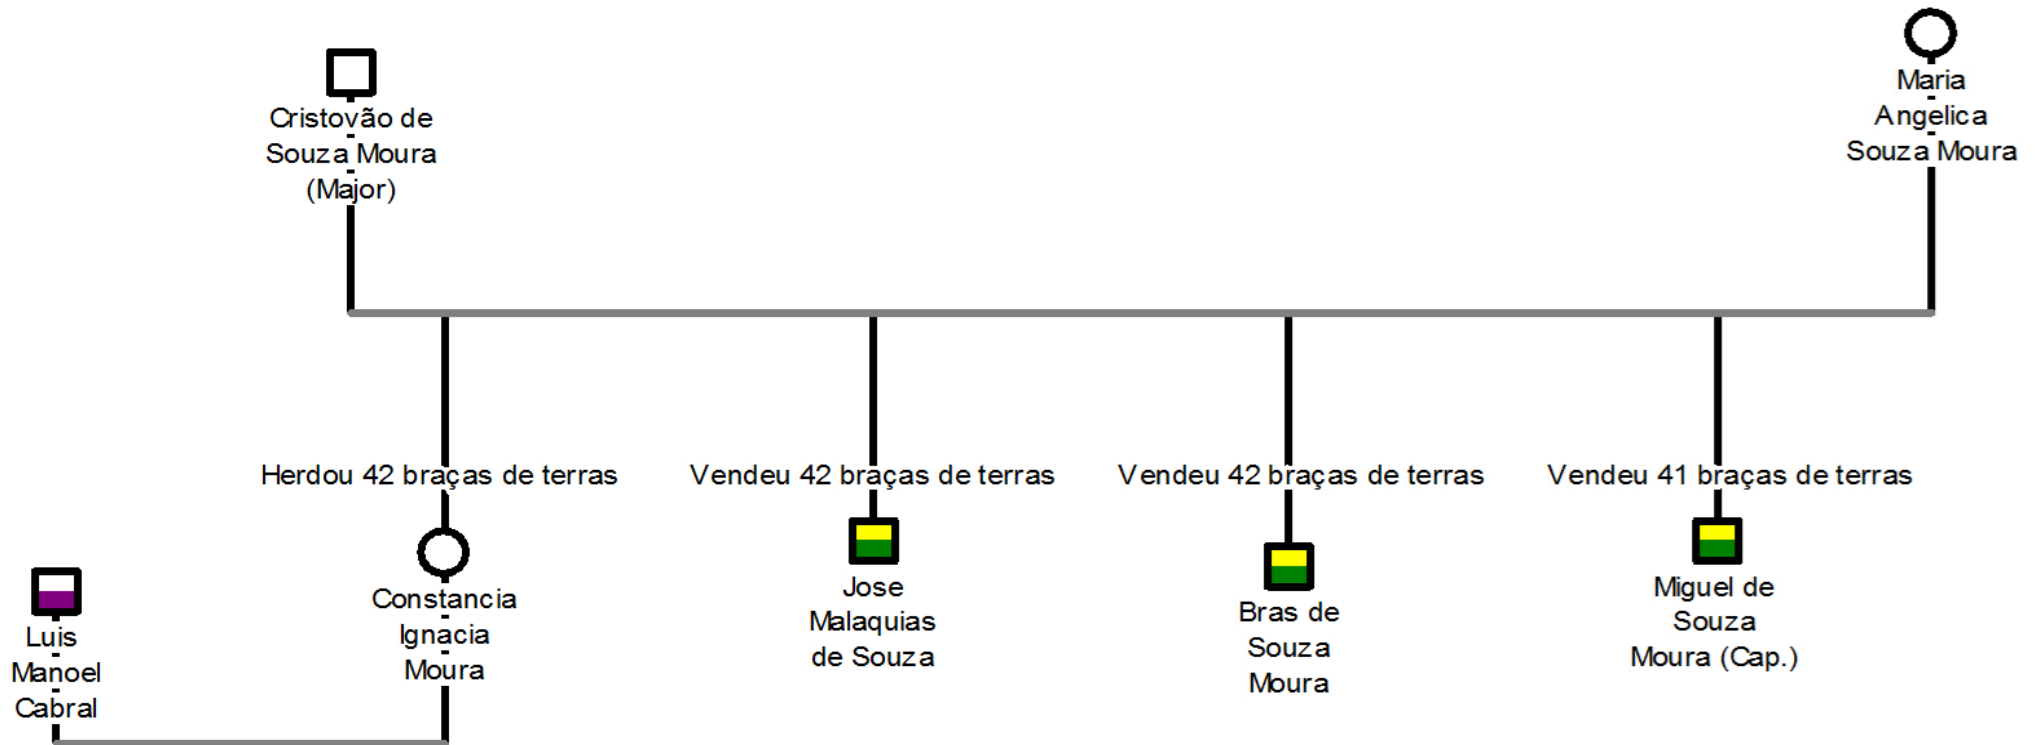 Cristovão de
Souza Moura
(Major)
Maria
Angelica
Souza Moura
Herdou 42 braças de terras
Vendeu 42 braças de terras
Vendeu 42 braças de terras
Vendeu 41 braças de terras
Luis
Manoel
Cabral
Constancia
Ignacia
Moura
Jose
Malaquias
de Souza
Bras de
Souza
Moura
Miguel de
Souza
Moura (Cap.)